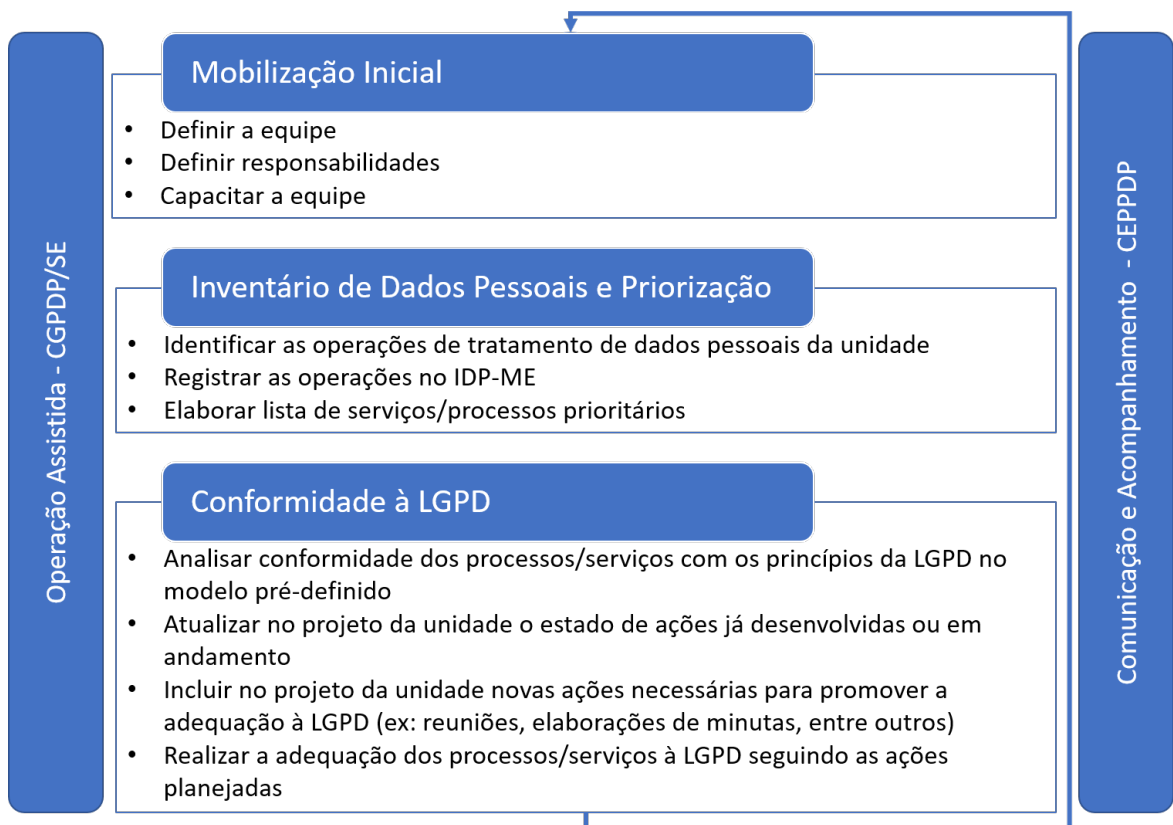 Operação Assistida - CGPDP/SE
Mobilização Inicial
• Definir a equipe
• Definir responsabilidades
• Capacitar a equipe
Inventário de Dados Pessoais e Priorização
• Identificar as operações de tratamento de dados pessoais da unidade
• Registrar as operações no IDP-ME
• Elaborar lista de serviços/processos prioritários
Conformidade à LGPD
• Analisar conformidade dos processos/serviços com os princípios da LGPD no
modelo pré-definido
• Atualizar no projeto da unidade o estado de ações já desenvolvidas ou em
andamento
• Incluir no projeto da unidade novas ações necessárias para promover a
adequação à LGPD (ex: reuniões, elaborações de minutas, entre outros)
• Realizar a adequação dos processos/serviços à LGPD seguindo as ações
planejadas
Comunicação e Acompanhamento - CEPPDP